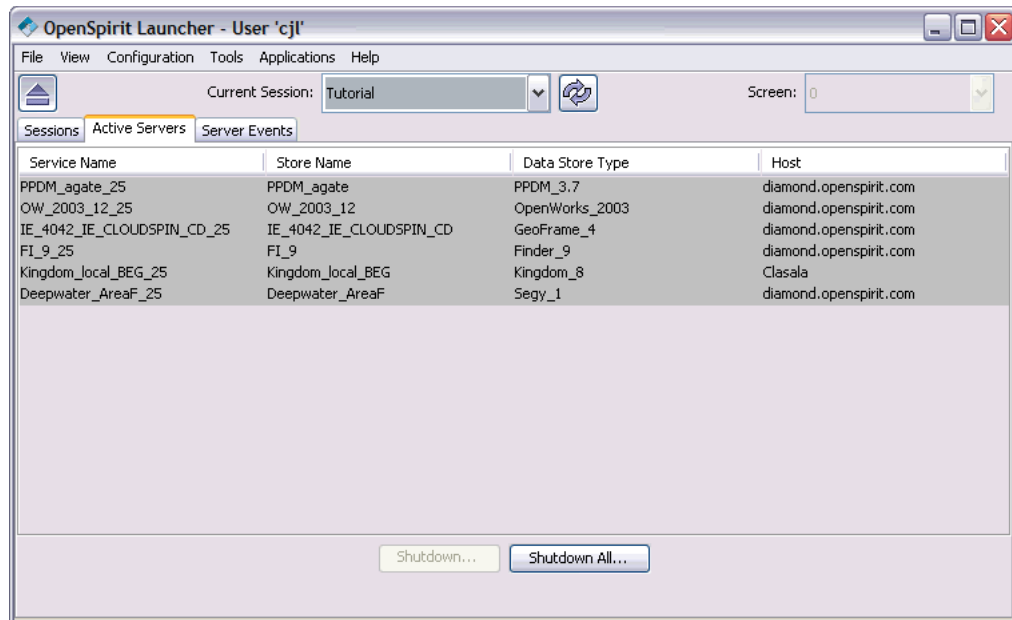 OpenSpirit Launcher - User 'cjl'
File View Configuration Tools Applications Help
Current Session: Tutorial Screen: 0
Sessions Active Servers Server Events
Service Name Store Name Data Store Type Host
PPDM_agate_25 PPDM_agate PPDM_3.7 diamond.openspirit.com
OW_2003_12_25 OW_2003_12 OpenWorks_2003 diamond.openspirit.com
IE_4042_IE_CLOUDSPIN_CD_25 IE_4042_IE_CLOUDSPIN_CD GeoFrame_4 diamond.openspirit.com
FI_9_25 FI_9 Finder_9 diamond.openspirit.com
Kingdom_local_BEG_25 Kingdom_local_BEG Kingdom_8 Clasala
Deepwater_AreaF_25 Deepwater_AreaF Segy_1 diamond.openspirit.com
Shutdown... Shutdown All...